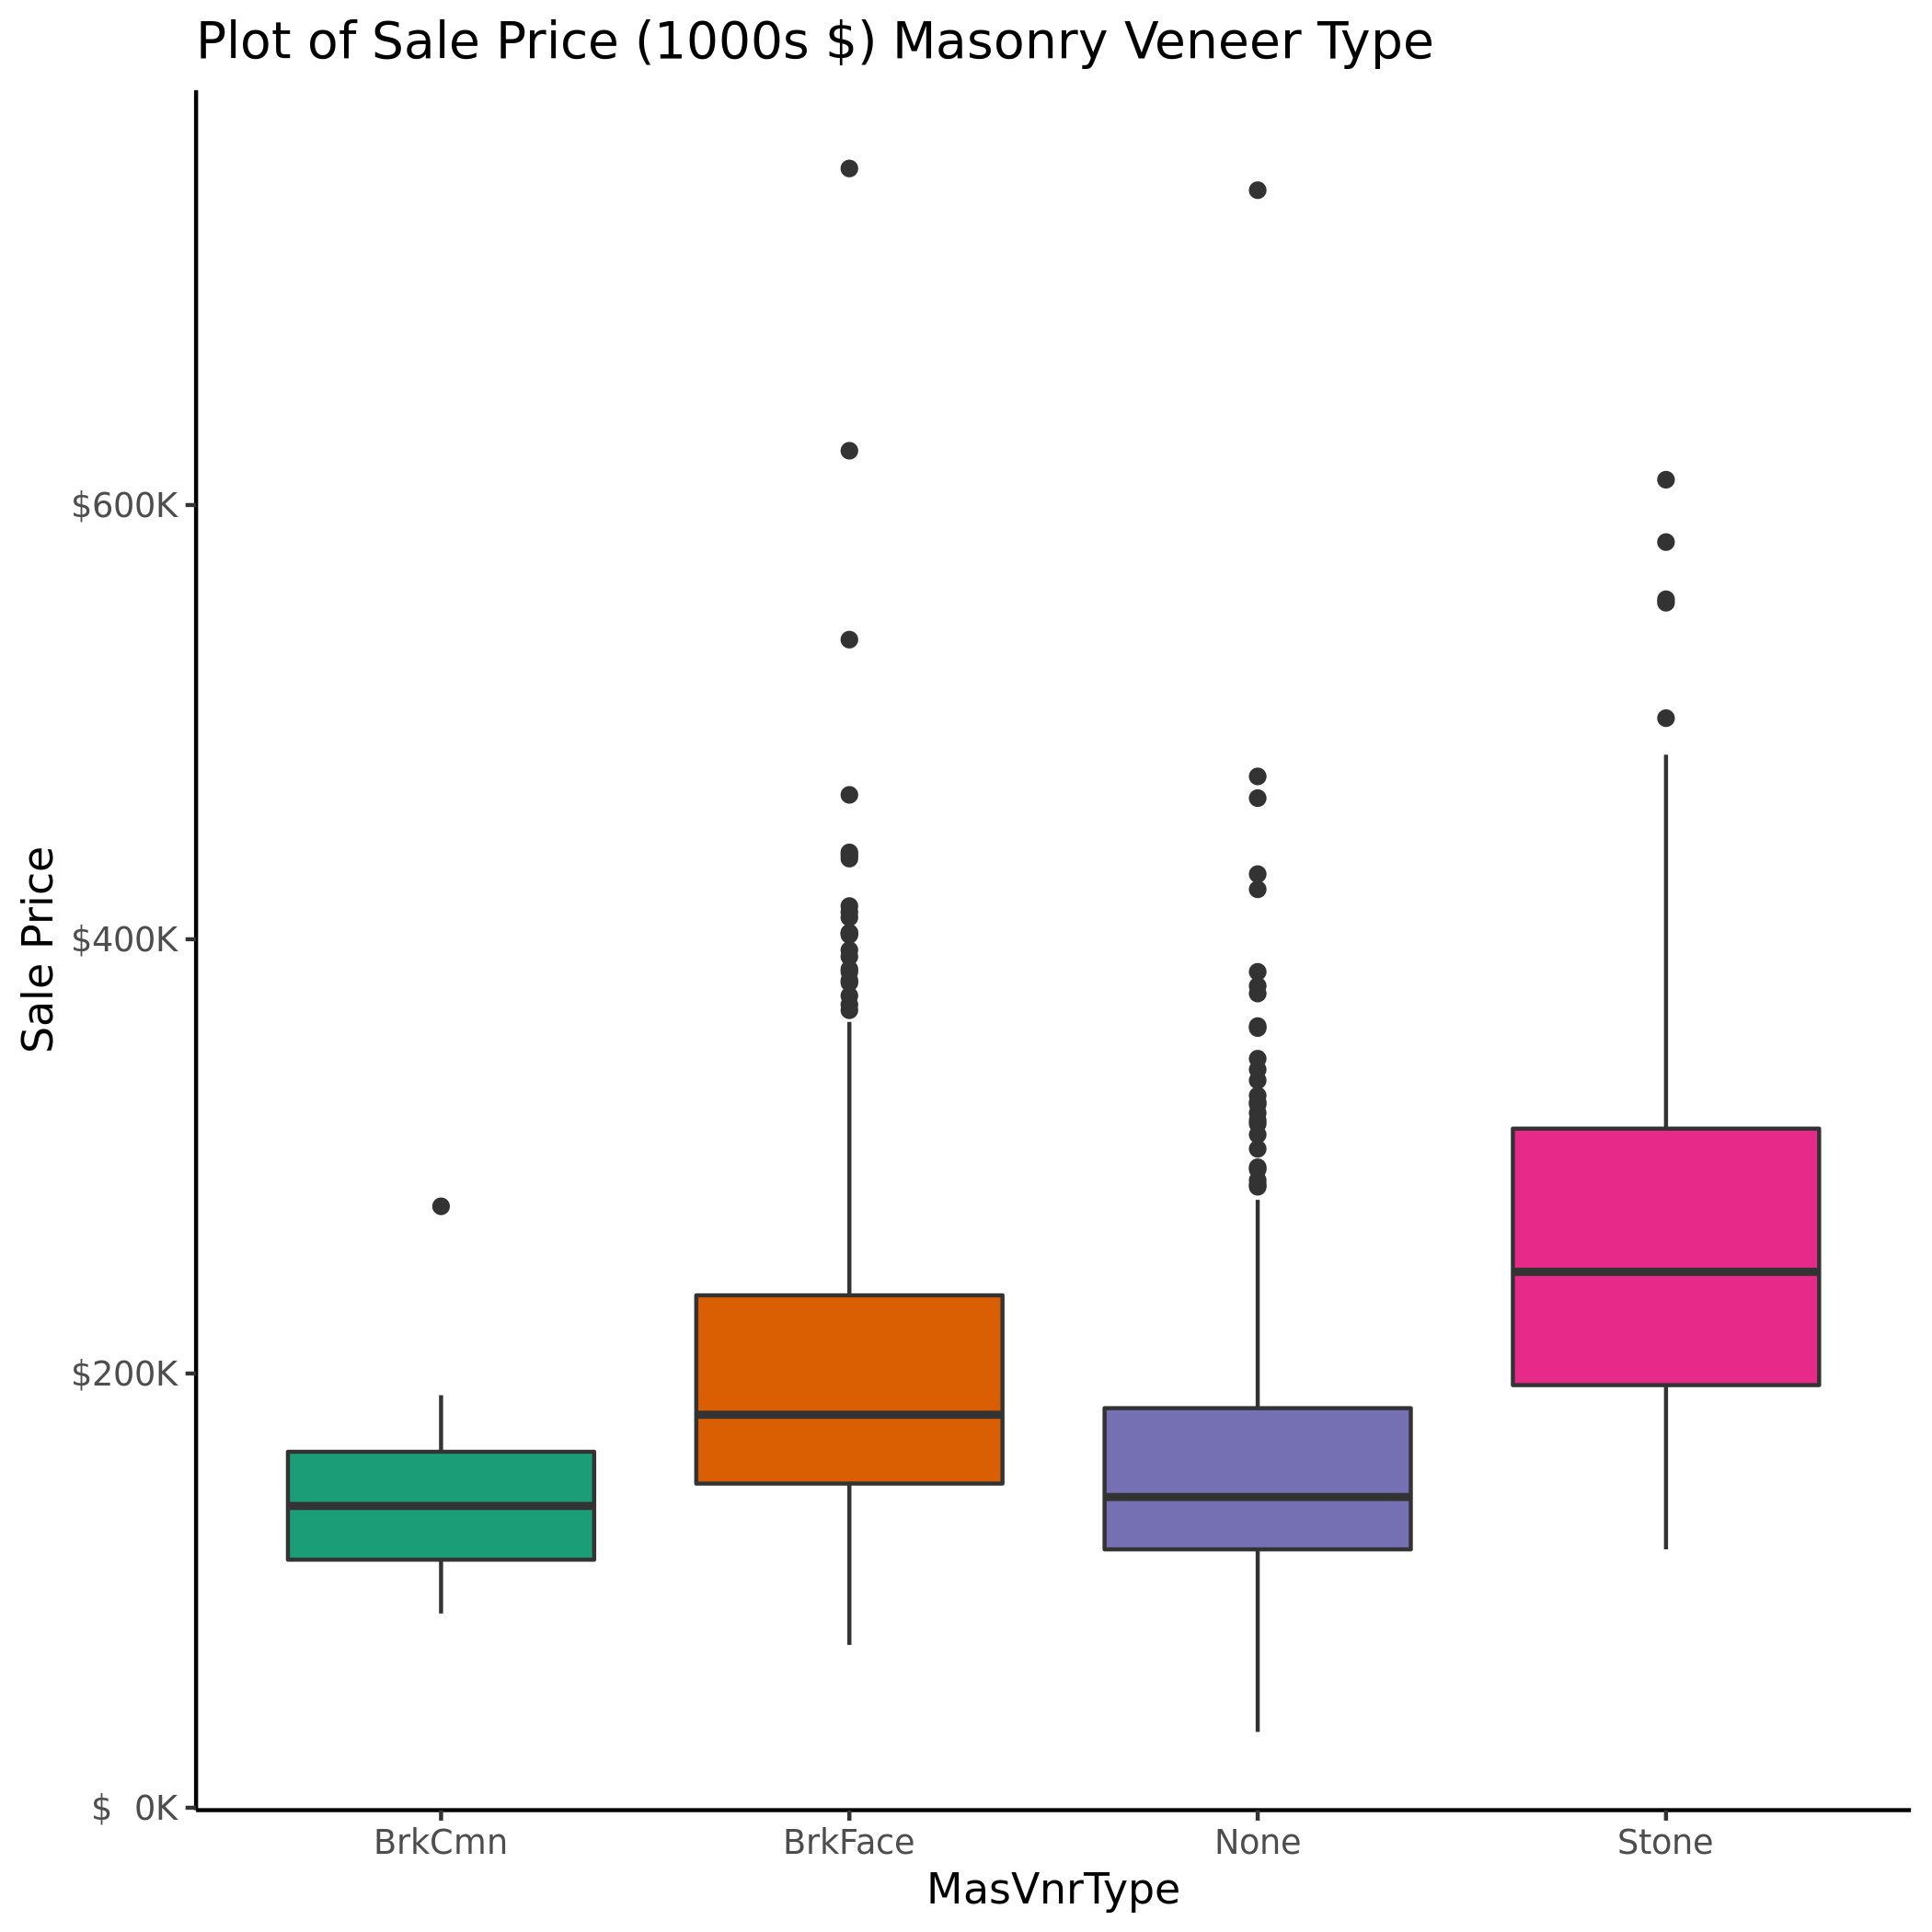 Plot of Sale Price (1000s $) Masonry Veneer Type
Sale Price
$600K
$400K
$200K
$  0K
BrkCmn
BrkFace
None
Stone
MasVnrType